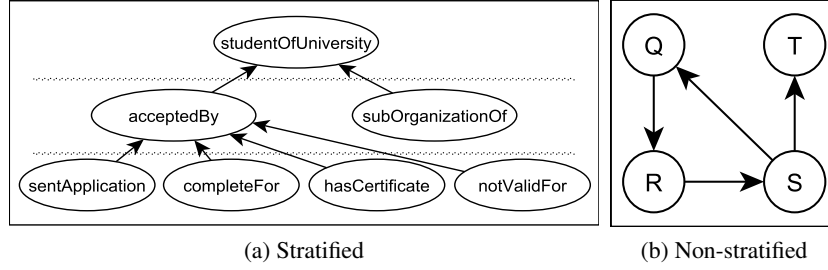 studentOfUniversity
acceptedBy subOrganizationOf
sentApplication completeFor hasCertificate notValidFor
Q T
R S
(a) Stratified
(b) Non-stratified